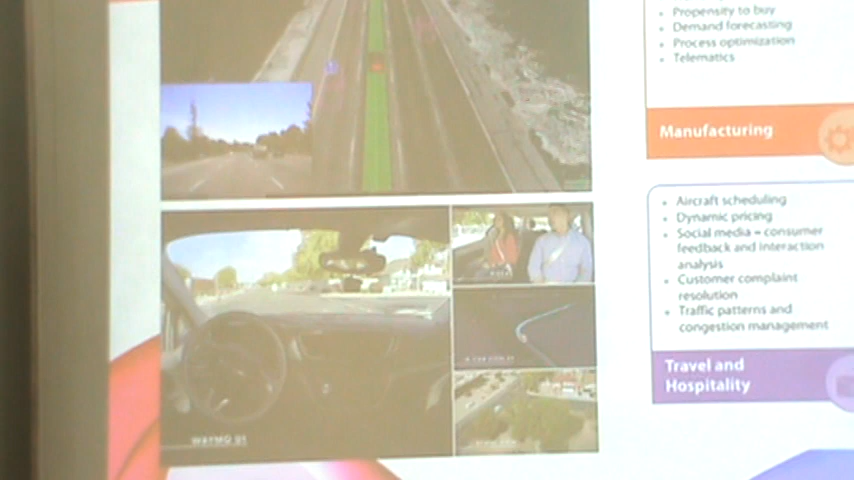 Propensity to buy
Demand forecasting
Process optimization
Telematics
Manufacturing
Aircraft scheduling
Dynamic pricing
Social media – consumer
feedback and interaction
analysis
Customer complaint
resolution
Traffic patterns and
congestion management
Travel and
Hospitality
WAYMO 01